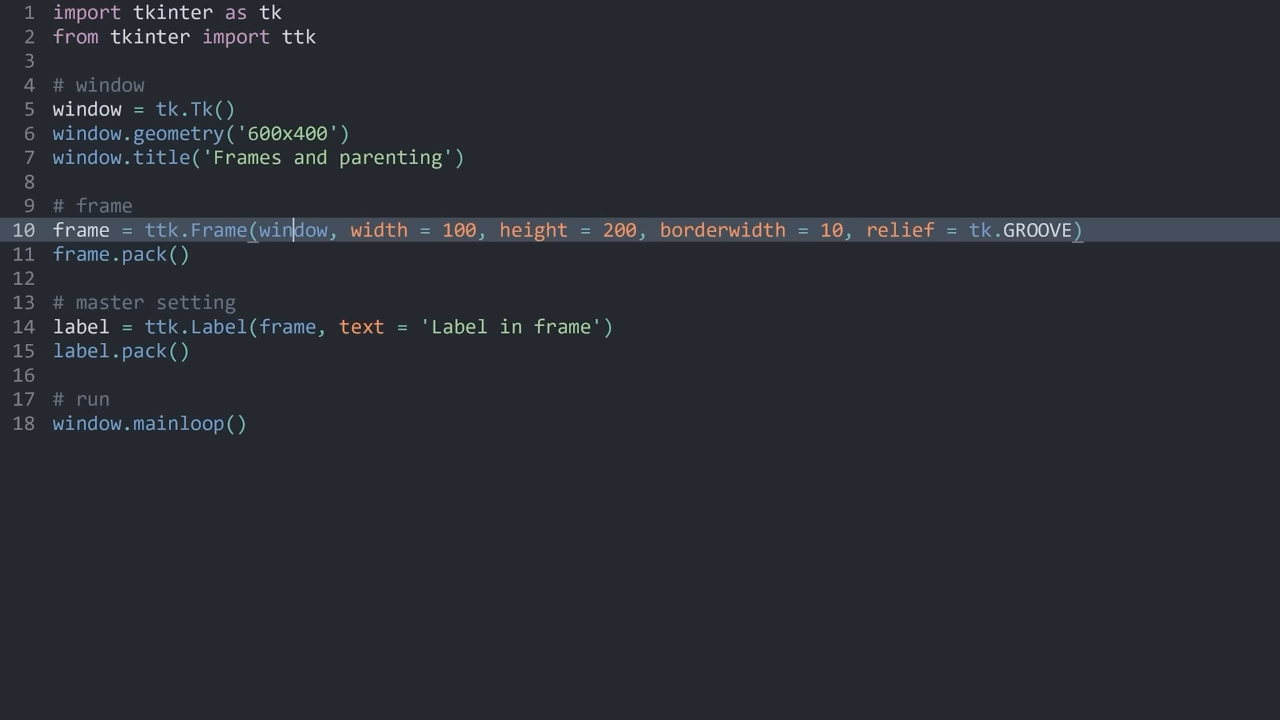 1 import tkinter as tk
2 from tkinter import ttk
3
4 # window
5 window = tk.Tk()
6 window.geometry('600x400')
7 window.title('Frames and parenting')
8
9 # frame
10 frame = ttk.Frame(window, width = 100, height = 200, borderwidth = 10, relief = tk.GROOVE)
11 frame.pack()
12
13 # master setting
14 label = ttk.Label(frame, text = 'Label in frame')
15 label.pack()
16
17 # run
18 window.mainloop()